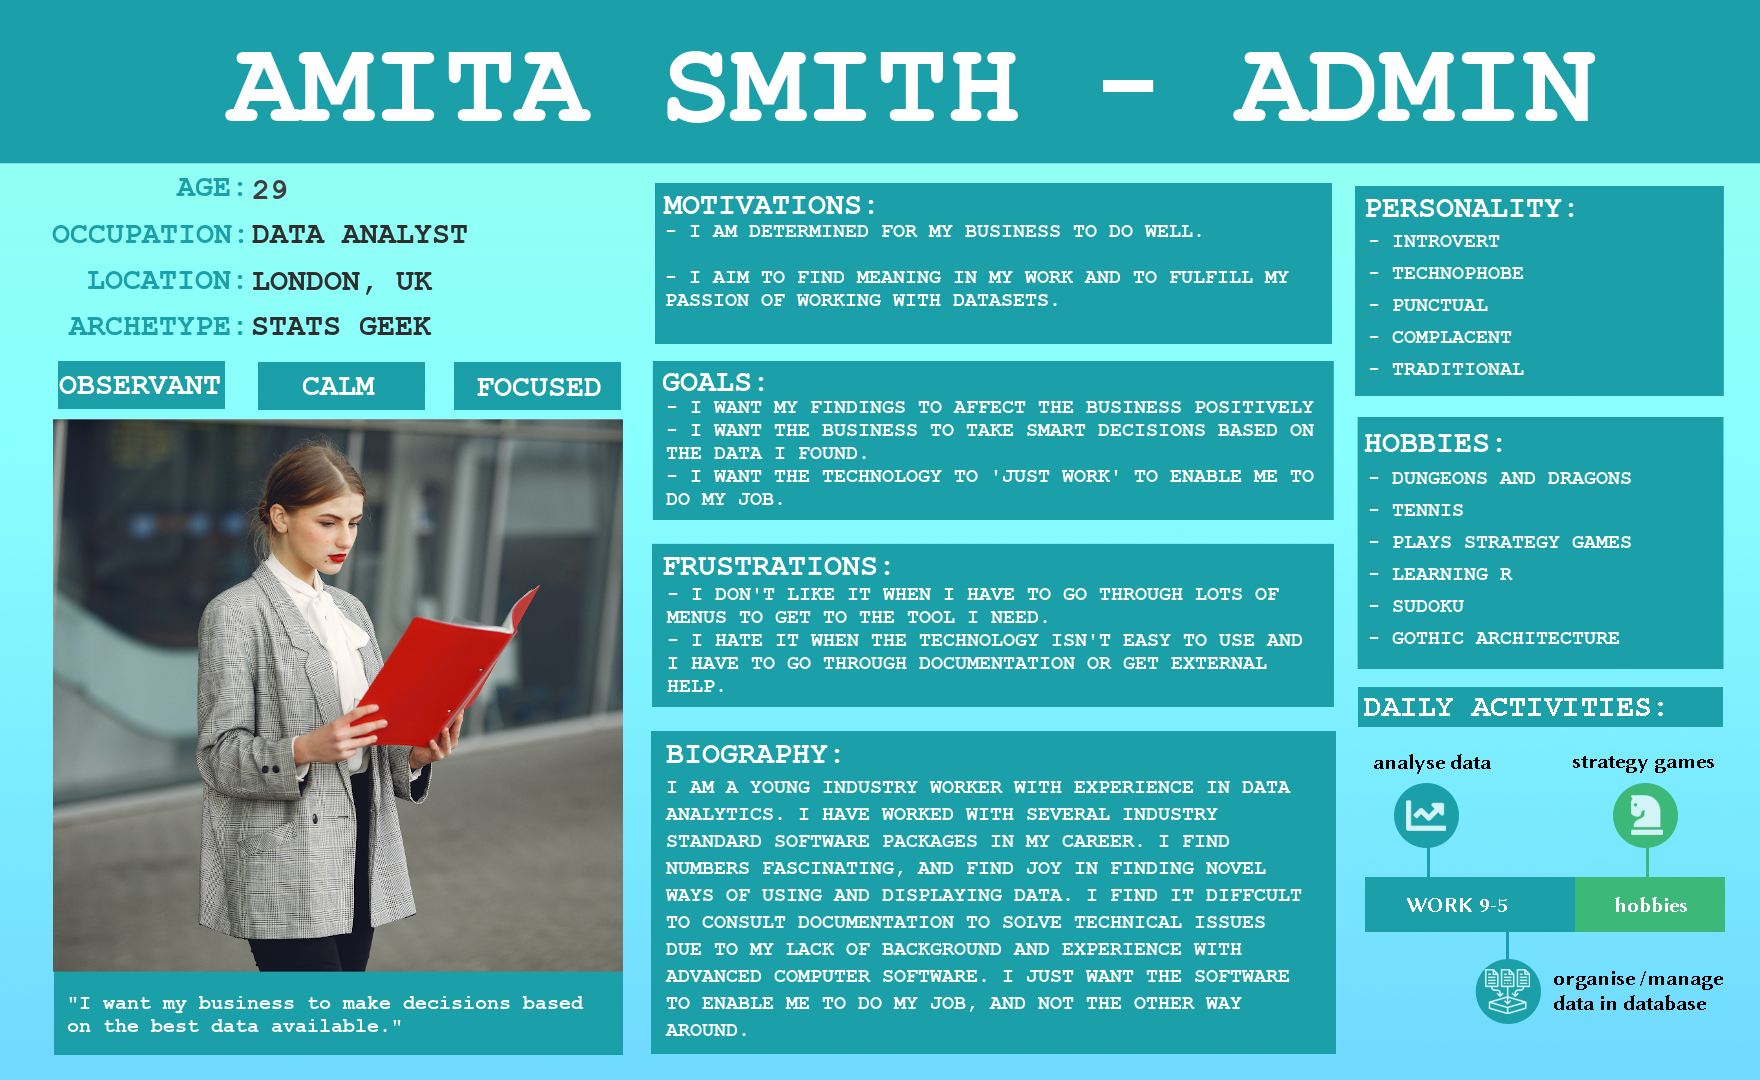 AMITA SMITH - ADMIN
AGE: 29
OCCUPATION: DATA ANALYST
LOCATION: LONDON, UK
ARCHETYPE: STATS GEEK
OBSERVANT CALM FOCUSED
"I want my business to make decisions based
on the best data available."
MOTIVATIONS:
- I AM DETERMINED FOR MY BUSINESS TO DO WELL.
- I AIM TO FIND MEANING IN MY WORK AND TO FULFILL MY
PASSION OF WORKING WITH DATASETS.
GOALS:
- I WANT MY FINDINGS TO AFFECT THE BUSINESS POSITIVELY
- I WANT THE BUSINESS TO TAKE SMART DECISIONS BASED ON
THE DATA I FOUND.
- I WANT THE TECHNOLOGY TO 'JUST WORK' TO ENABLE ME TO
DO MY JOB.
FRUSTRATIONS:
- I DON'T LIKE IT WHEN I HAVE TO GO THROUGH LOTS OF
MENUS TO GET TO THE TOOL I NEED.
- I HATE IT WHEN THE TECHNOLOGY ISN'T EASY TO USE AND
I HAVE TO GO THROUGH DOCUMENTATION OR GET EXTERNAL
HELP.
BIOGRAPHY:
I AM A YOUNG INDUSTRY WORKER WITH EXPERIENCE IN DATA
ANALYTICS. I HAVE WORKED WITH SEVERAL INDUSTRY
STANDARD SOFTWARE PACKAGES IN MY CAREER. I FIND
NUMBERS FASCINATING, AND FIND JOY IN FINDING NOVEL
WAYS OF USING AND DISPLAYING DATA. I FIND IT DIFFCULT
TO CONSULT DOCUMENTATION TO SOLVE TECHNICAL ISSUES
DUE TO MY LACK OF BACKGROUND AND EXPERIENCE WITH
ADVANCED COMPUTER SOFTWARE. I JUST WANT THE SOFTWARE
TO ENABLE ME TO DO MY JOB, AND NOT THE OTHER WAY
AROUND.
PERSONALITY:
- INTROVERT
- TECHNOPHOBE
- PUNCTUAL
- COMPLACENT
- TRADITIONAL
HOBBIES:
- DUNGEONS AND DRAGONS
- TENNIS
- PLAYS STRATEGY GAMES
- LEARNING R
- SUDOKU
- GOTHIC ARCHITECTURE
DAILY ACTIVITIES:
analyse data strategy games
WORK 9-5 hobbies
organise/manage
data in database